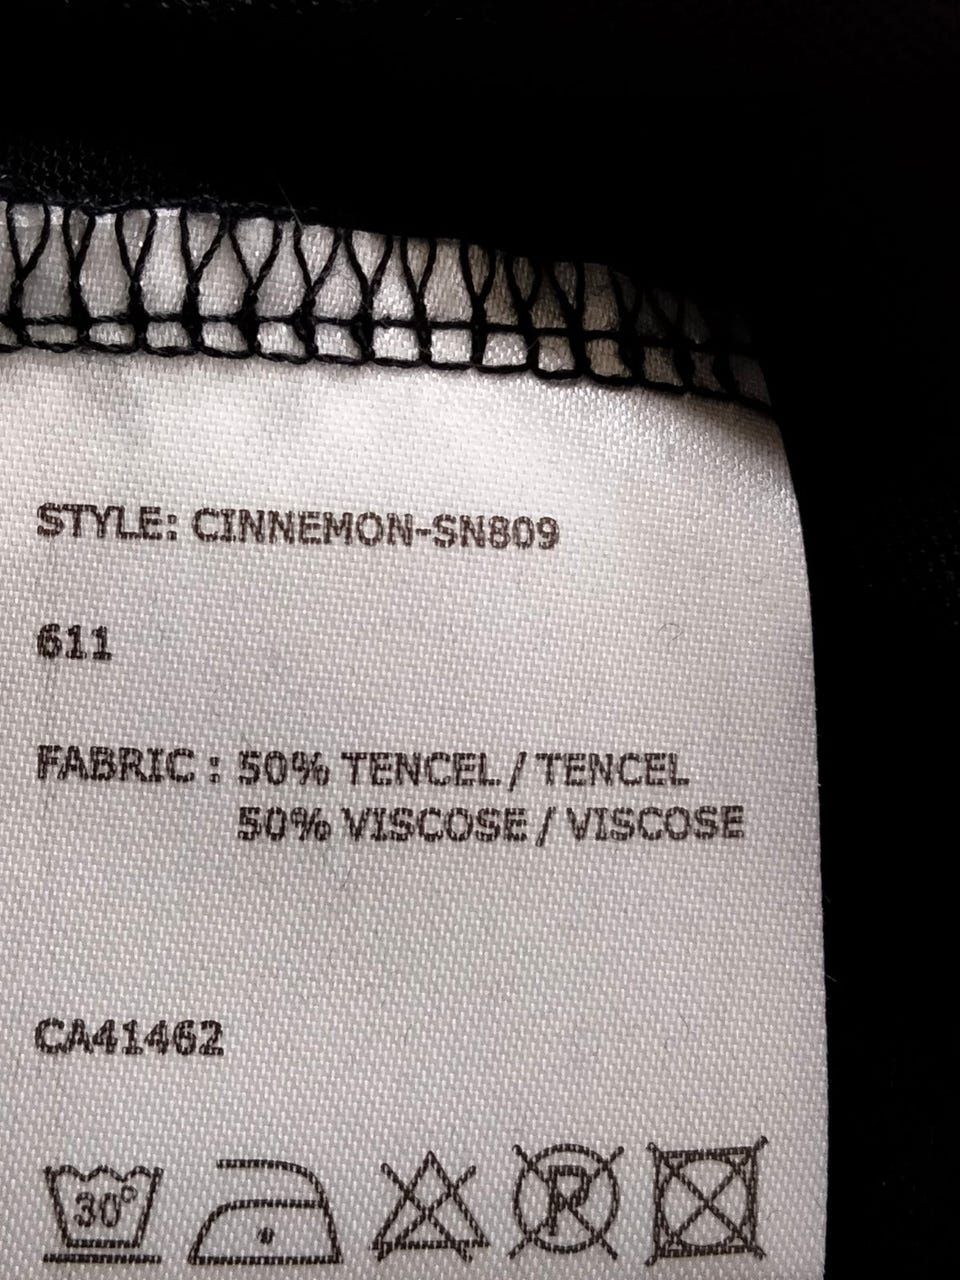 STYLE: CINNEMON-SN809
611
FABRIC : 50% TENCEL / TENCEL
50% VISCOSE / VISCOSE
CA41462
30° P